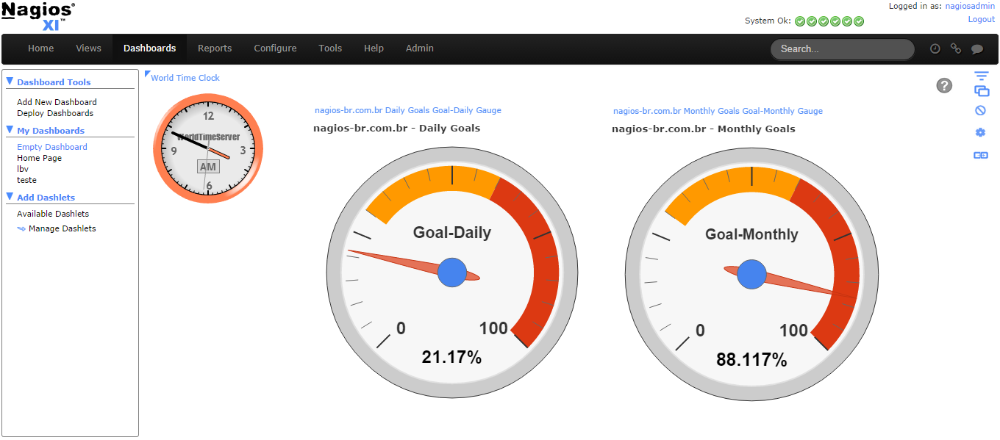 Nagios®
XI™
Logged in as: nagiosadmin
System Ok:
Logout
Home Views Dashboards Reports Configure Tools Help Admin
Search...
Dashboard Tools
Add New Dashboard
Deploy Dashboards
My Dashboards
Empty Dashboard
Home Page
lbv
teste
Add Dashlets
Available Dashlets
Manage Dashlets
World Time Clock
12
WorldTimeServer
9 3
AM
6
?
nagios-br.com.br Daily Goals Goal-Daily Gauge
nagios-br.com.br - Daily Goals
Goal-Daily
0 100
21.17%
nagios-br.com.br Monthly Goals Goal-Monthly Gauge
nagios-br.com.br - Monthly Goals
Goal-Monthly
0 100
88.117%